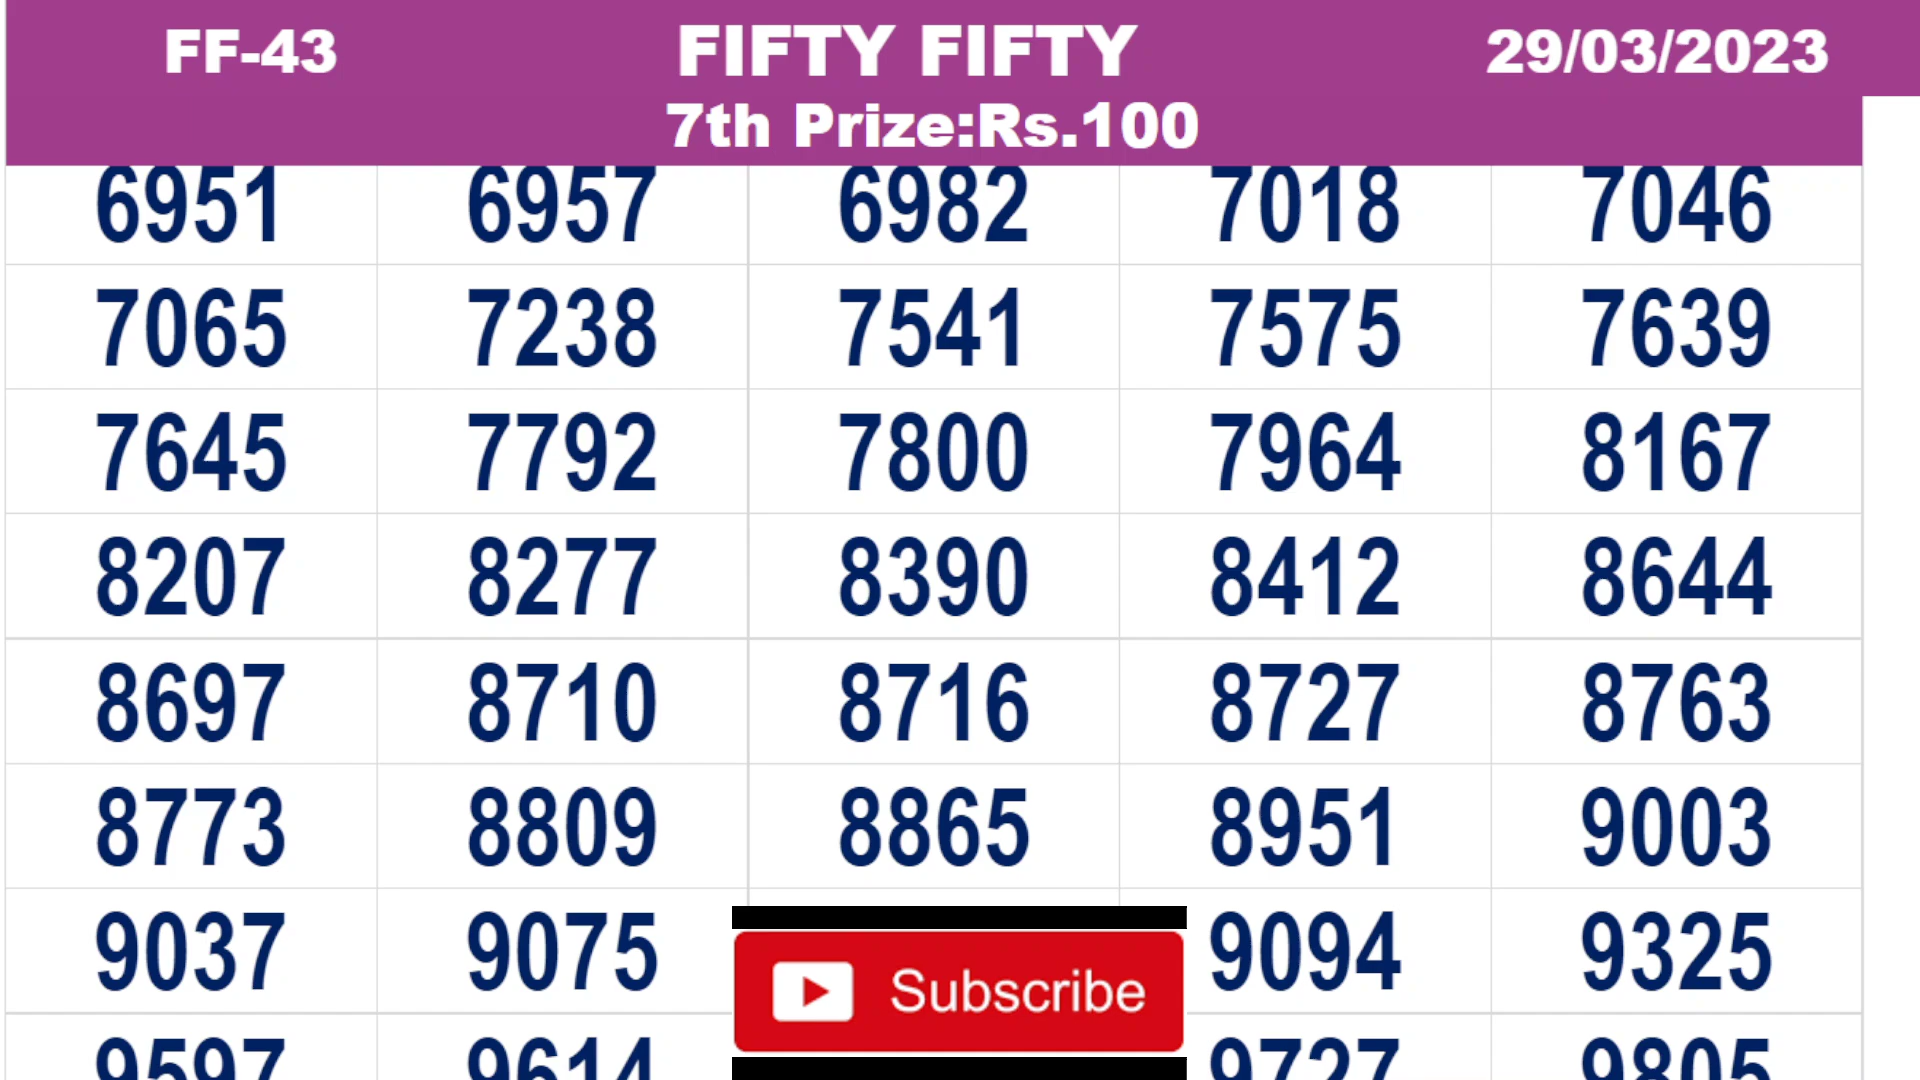 FF-43 FIFTY FIFTY 29/03/2023
7th Prize:Rs.100
6951 6957 6982 7018 7046
7065 7238 7541 7575 7639
7645 7792 7800 7964 8167
8207 8277 8390 8412 8644
8697 8710 8716 8727 8763
8773 8809 8865 8951 9003
9037 9075 9094 9325
Subscribe
9597 9614 9727 9805